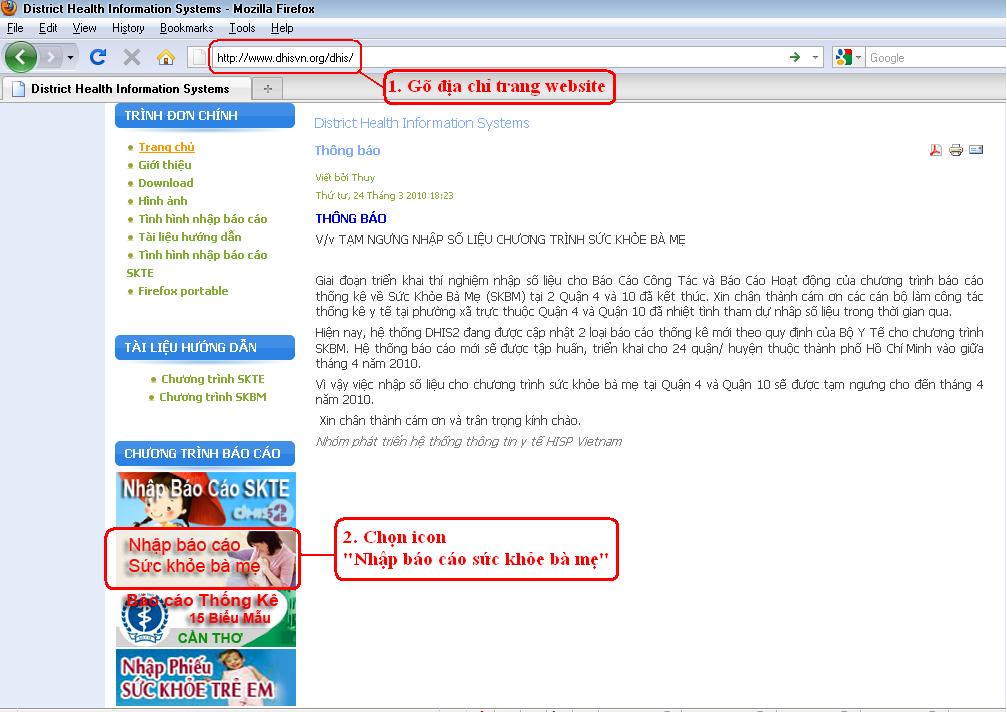 District Health Information Systems - Mozilla Firefox
File Edit View History Bookmarks Tools Help
http://www.dhisvn.org/dhis/
Google
1. Gõ địa chỉ trang website
District Health Information Systems
TRÌNH ĐƠN CHÍNH
Trang chủ
Giới thiệu
Download
Hình ảnh
Tình hình nhập báo cáo
Tài liệu hướng dẫn
Tình hình nhập báo cáo
SKTE
Firefox portable
TÀI LIỆU HƯỚNG DẪN
Chương trình SKTE
Chương trình SKBM
CHƯƠNG TRÌNH BÁO CÁO
Nhập Báo Cáo SKTE
dhis2
Nhập báo cáo
Sức khỏe bà mẹ
Báo cáo Thống Kê
15 Biểu Mẫu
CẦN THƠ
Nhập Phiếu
SỨC KHỎE TRẺ EM
District Health Information Systems
Thông báo
Viết bởi Thuy
Thứ tư, 24 Tháng 3 2010 18:23
THÔNG BÁO
V/v TẠM NGƯNG NHẬP SỐ LIỆU CHƯƠNG TRÌNH SỨC KHỎE BÀ MẸ
Giai đoạn triển khai thí nghiệm nhập số liệu cho Báo Cáo Công Tác và Báo Cáo Hoạt động của chương trình báo cáo
thống kê về Sức Khỏe Bà Mẹ (SKBM) tại 2 Quận 4 và 10 đã kết thúc. Xin chân thành cám ơn các cán bộ làm công tác
thống kê y tế tại phường xã trực thuộc Quận 4 và Quận 10 đã nhiệt tình tham dự nhập số liệu trong thời gian qua.
Hiện nay, hệ thống DHIS2 đang được cập nhật 2 loại báo cáo thống kê mới theo quy định của Bộ Y Tế cho chương trình
SKBM. Hệ thống báo cáo mới sẽ được tập huấn, triển khai cho 24 quận/ huyện thuộc thành phố Hồ Chí Minh vào giữa
tháng 4 năm 2010.
Vì vậy việc nhập số liệu cho chương trình sức khỏe bà mẹ tại Quận 4 và Quận 10 sẽ được tạm ngưng cho đến tháng 4
năm 2010.
Xin chân thành cám ơn và trân trọng kính chào.
Nhóm phát triển hệ thống thông tin y tế HISP Vietnam
2. Chọn icon
"Nhập báo cáo sức khỏe bà mẹ"